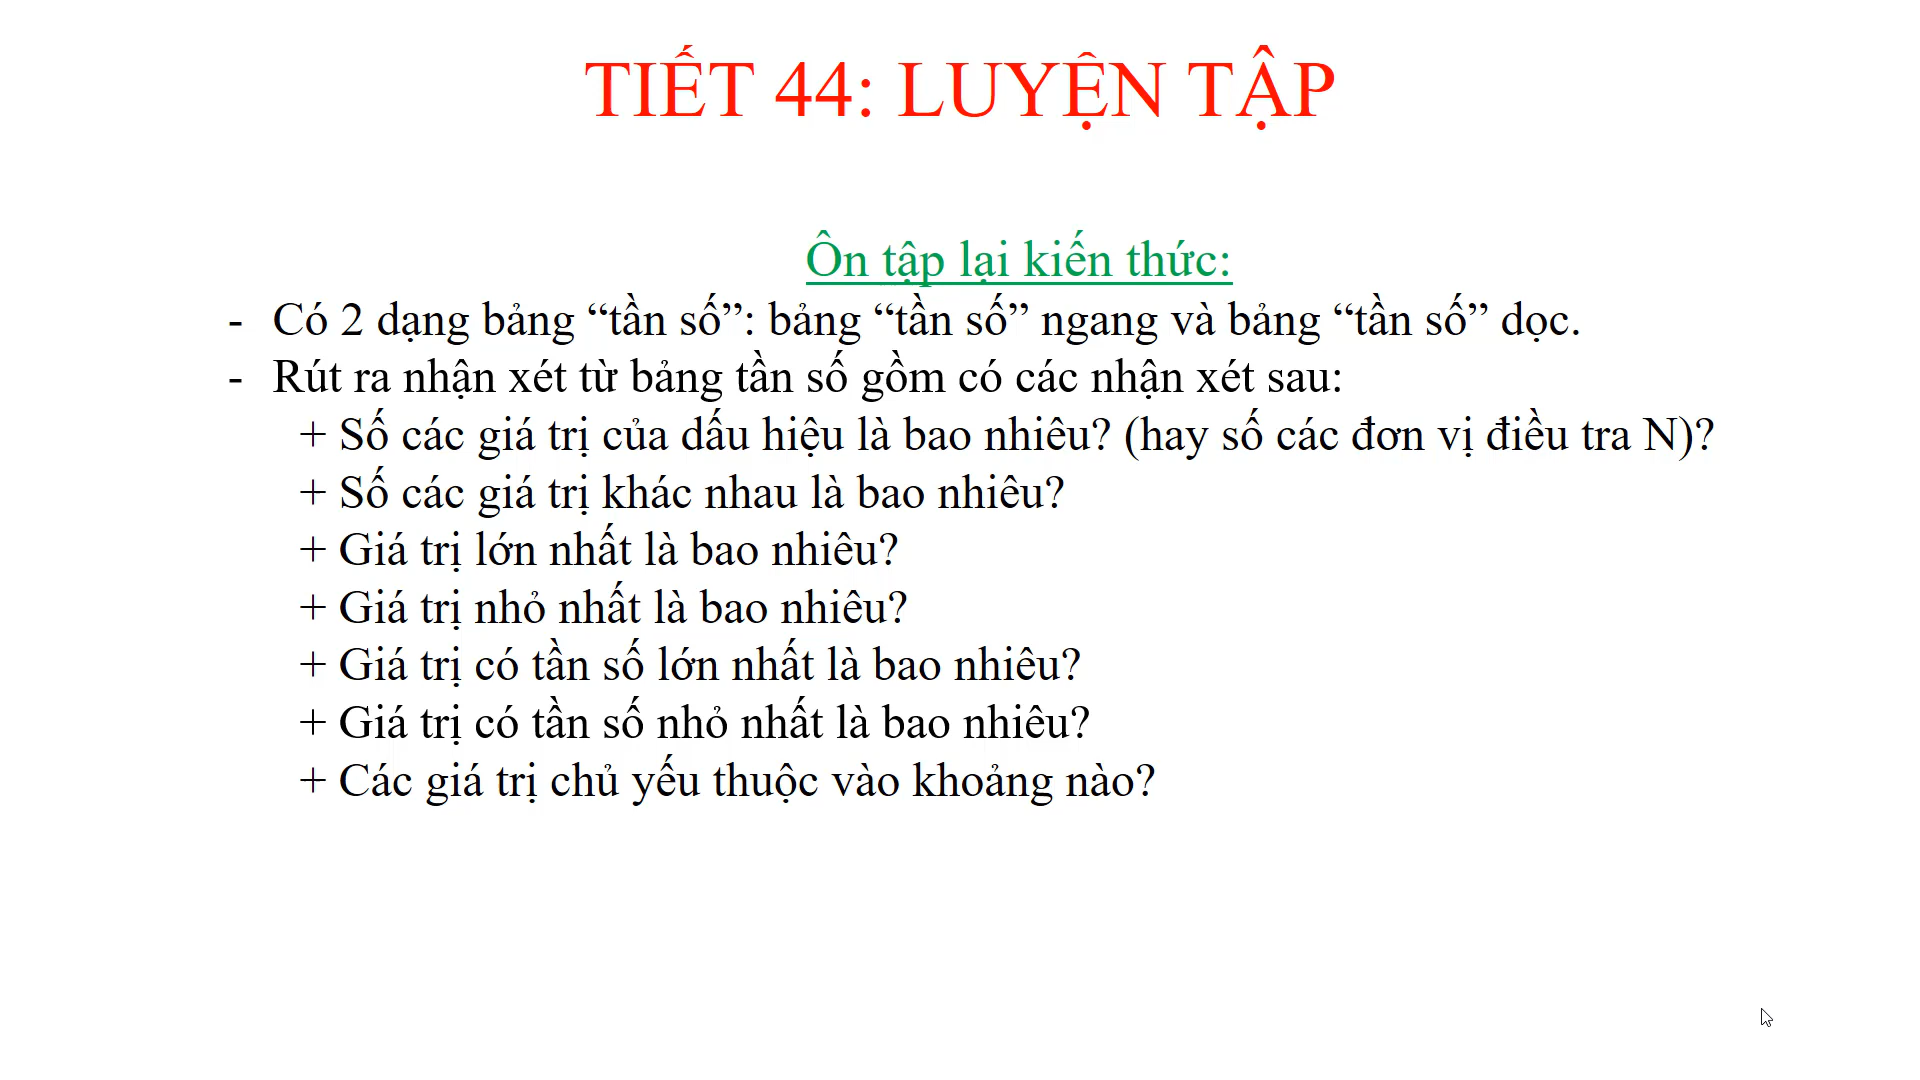 TIẾT 44: LUYỆN TẬP
Ôn tập lại kiến thức:
- Có 2 dạng bảng “tần số”: bảng “tần số” ngang và bảng “tần số” dọc.
- Rút ra nhận xét từ bảng tần số gồm có các nhận xét sau:
+ Số các giá trị của dấu hiệu là bao nhiêu? (hay số các đơn vị điều tra N)?
+ Số các giá trị khác nhau là bao nhiêu?
+ Giá trị lớn nhất là bao nhiêu?
+ Giá trị nhỏ nhất là bao nhiêu?
+ Giá trị có tần số lớn nhất là bao nhiêu?
+ Giá trị có tần số nhỏ nhất là bao nhiêu?
+ Các giá trị chủ yếu thuộc vào khoảng nào?